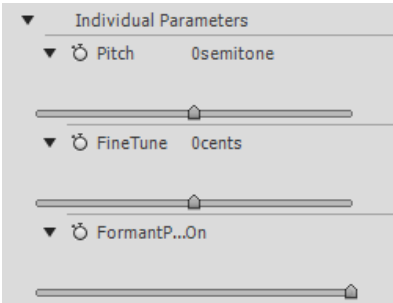 Individual Parameters
Pitch 0semitone
FineTune 0cents
FormantP...On